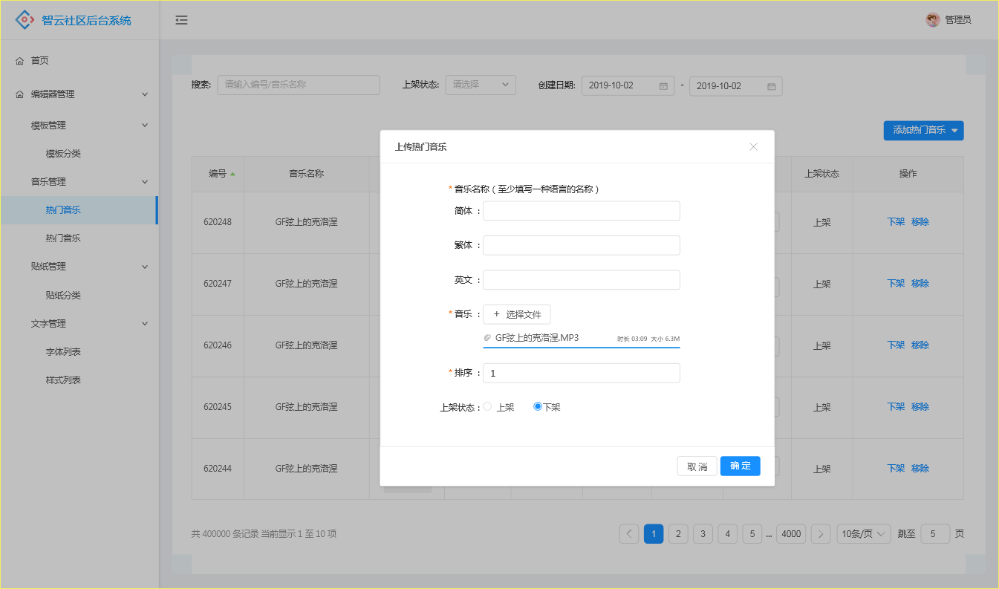 智云社区后台系统
管理员
首页
编辑器管理
模板管理
模板分类
音乐管理
热门音乐
热门音乐
贴纸管理
贴纸分类
文字管理
字体列表
样式列表
搜索: 请输入编号/音乐名称 上架状态: 请选择 创建日期: 2019-10-02 - 2019-10-02
添加热门音乐
编号 音乐名称 上架状态 操作
620248 GF弦上的克洛涅 上架 下架 移除
620247 GF弦上的克洛涅 上架 下架 移除
620246 GF弦上的克洛涅 上架 下架 移除
620245 GF弦上的克洛涅 上架 下架 移除
620244 GF弦上的克洛涅 上架 下架 移除
上传热门音乐
*音乐名称（至少填写一种语言的名称）
简体 :
繁体 :
英文 :
*音乐 : + 选择文件
GF弦上的克洛涅.MP3 时长 03:09 大小 6.3M
*排序 : 1
上架状态 : 上架 下架
取 消 确 定
共 400000 条记录 当前显示 1 至 10 项
1 2 3 4 5 ... 4000 10条/页 跳至 5 页